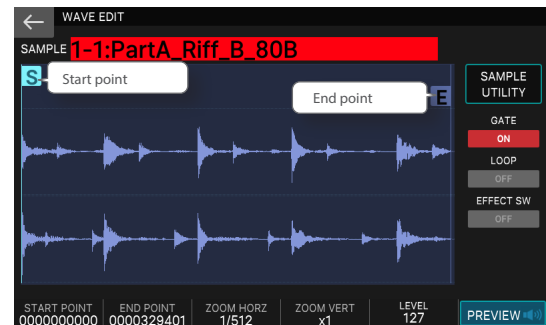 WAVE EDIT
SAMPLE 1-1:PartA_Riff_B_80B
S
Start point
End point
E
SAMPLE
UTILITY
GATE
ON
LOOP
OFF
EFFECT SW
OFF
START POINT END POINT ZOOM HORZ ZOOM VERT LEVEL
0000000000 0000329401 1/512 x1 127
PREVIEW